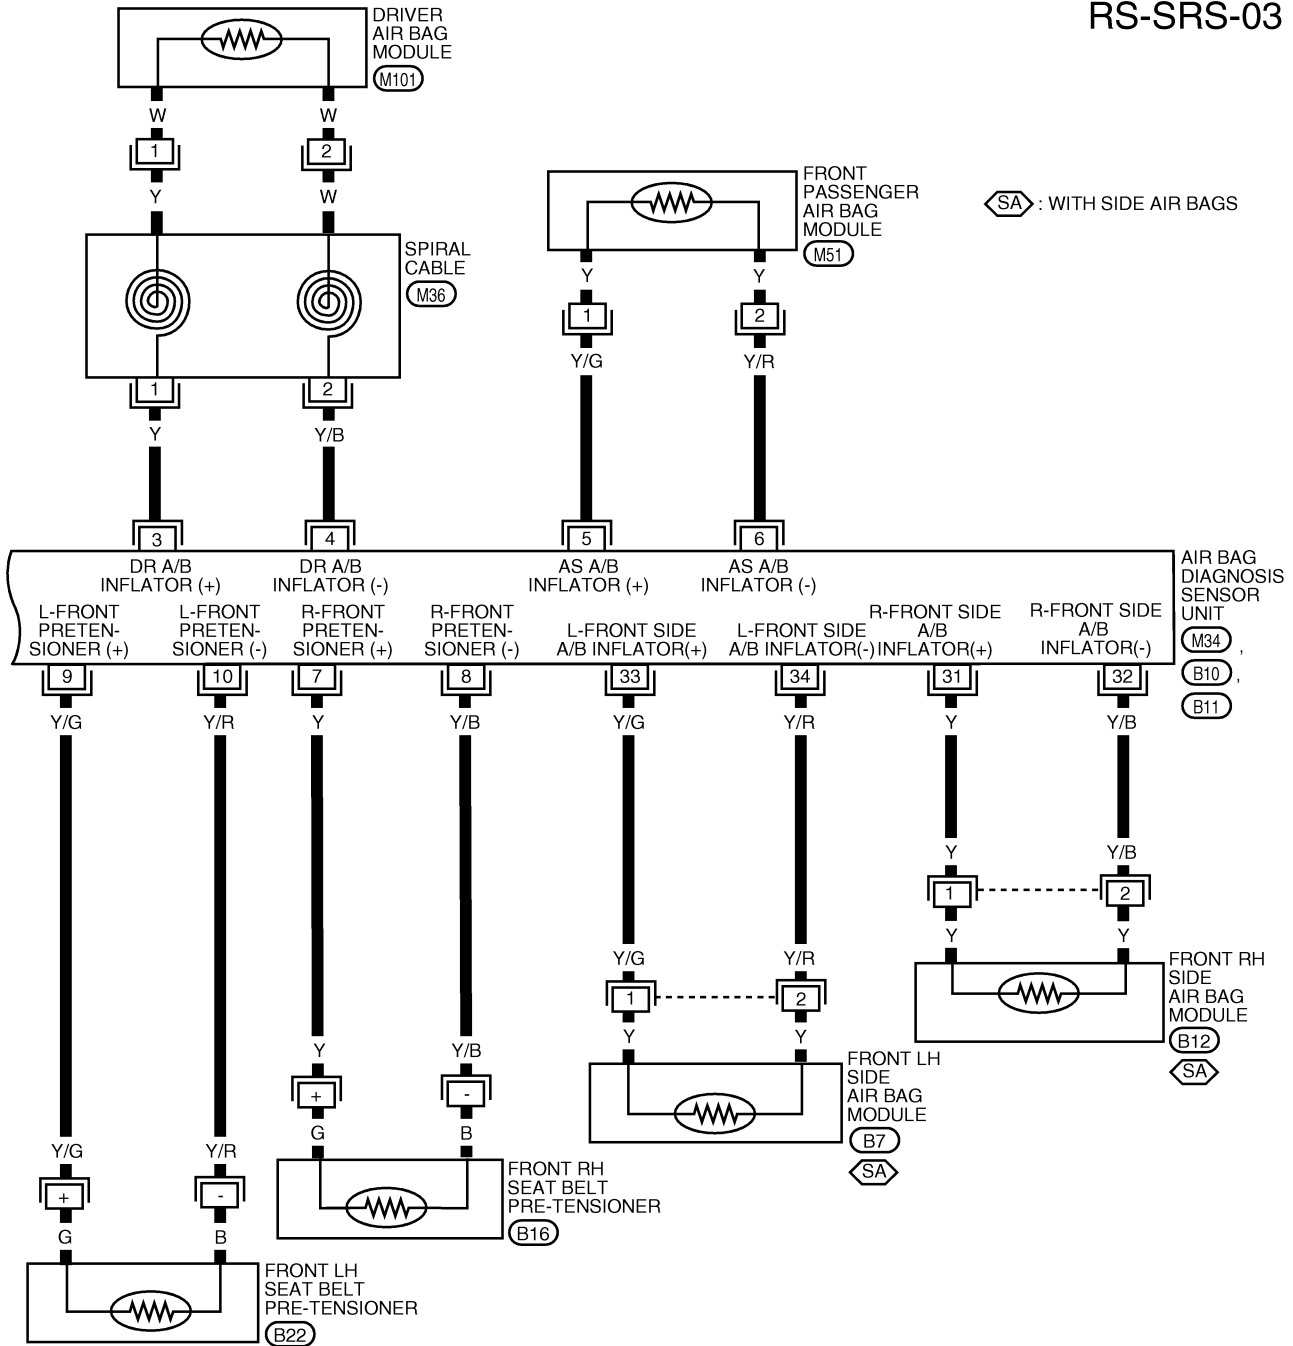 RS-SRS-03
DRIVER
AIR BAG
MODULE
M101
W W
1 2
Y W
SPIRAL
CABLE
M36
1 2
Y Y/B
FRONT
PASSENGER
AIR BAG
MODULE
M51
Y Y
1 2
Y/G Y/R
SA : WITH SIDE AIR BAGS
3 4 5 6
DR A/B
INFLATOR (+)
DR A/B
INFLATOR (-)
AS A/B
INFLATOR (+)
AS A/B
INFLATOR (-)
AIR BAG
DIAGNOSIS
SENSOR
UNIT
M34 ,
B10 ,
B11
L-FRONT
PRETEN-
SIONER (+)
L-FRONT
PRETEN-
SIONER (-)
R-FRONT
PRETEN-
SIONER (+)
R-FRONT
PRETEN-
SIONER (-)
L-FRONT SIDE
A/B INFLATOR(+)
L-FRONT SIDE
A/B INFLATOR(-)
R-FRONT SIDE
A/B
INFLATOR(+)
R-FRONT SIDE
A/B
INFLATOR(-)
9 10 7 8 33 34 31 32
Y/G Y/R Y Y/B Y/G Y/R Y Y/B
Y Y/B
1 2
Y Y
FRONT RH
SIDE
AIR BAG
MODULE
B12
SA
Y/G Y/R
1 2
Y Y
FRONT LH
SIDE
AIR BAG
MODULE
B7
SA
Y Y/B
+ -
G B
FRONT RH
SEAT BELT
PRE-TENSIONER
B16
Y/G Y/R
+ -
G B
FRONT LH
SEAT BELT
PRE-TENSIONER
B22